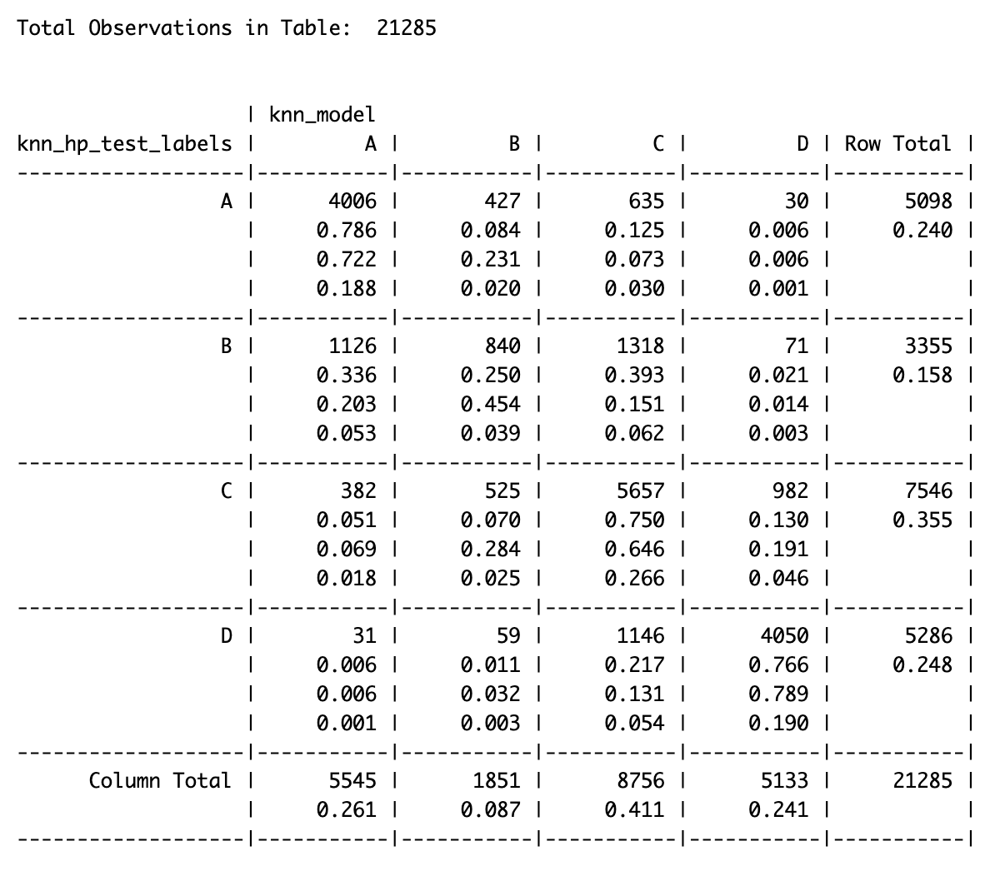 Total Observations in Table:  21285
                   | knn_model
knn_hp_test_labels |         A |         B |         C |         D | Row Total |
-------------------|-----------|-----------|-----------|-----------|-----------|
                 A |      4006 |       427 |       635 |        30 |      5098 |
                   |     0.786 |     0.084 |     0.125 |     0.006 |     0.240 |
                   |     0.722 |     0.231 |     0.073 |     0.006 |           |
                   |     0.188 |     0.020 |     0.030 |     0.001 |           |
-------------------|-----------|-----------|-----------|-----------|-----------|
                 B |      1126 |       840 |      1318 |        71 |      3355 |
                   |     0.336 |     0.250 |     0.393 |     0.021 |     0.158 |
                   |     0.203 |     0.454 |     0.151 |     0.014 |           |
                   |     0.053 |     0.039 |     0.062 |     0.003 |           |
-------------------|-----------|-----------|-----------|-----------|-----------|
                 C |       382 |       525 |      5657 |       982 |      7546 |
                   |     0.051 |     0.070 |     0.750 |     0.130 |     0.355 |
                   |     0.069 |     0.284 |     0.646 |     0.191 |           |
                   |     0.018 |     0.025 |     0.266 |     0.046 |           |
-------------------|-----------|-----------|-----------|-----------|-----------|
                 D |        31 |        59 |      1146 |      4050 |      5286 |
                   |     0.006 |     0.011 |     0.217 |     0.766 |     0.248 |
                   |     0.006 |     0.032 |     0.131 |     0.789 |           |
                   |     0.001 |     0.003 |     0.054 |     0.190 |           |
-------------------|-----------|-----------|-----------|-----------|-----------|
      Column Total |      5545 |      1851 |      8756 |      5133 |     21285 |
                   |     0.261 |     0.087 |     0.411 |     0.241 |           |
-------------------|-----------|-----------|-----------|-----------|-----------|